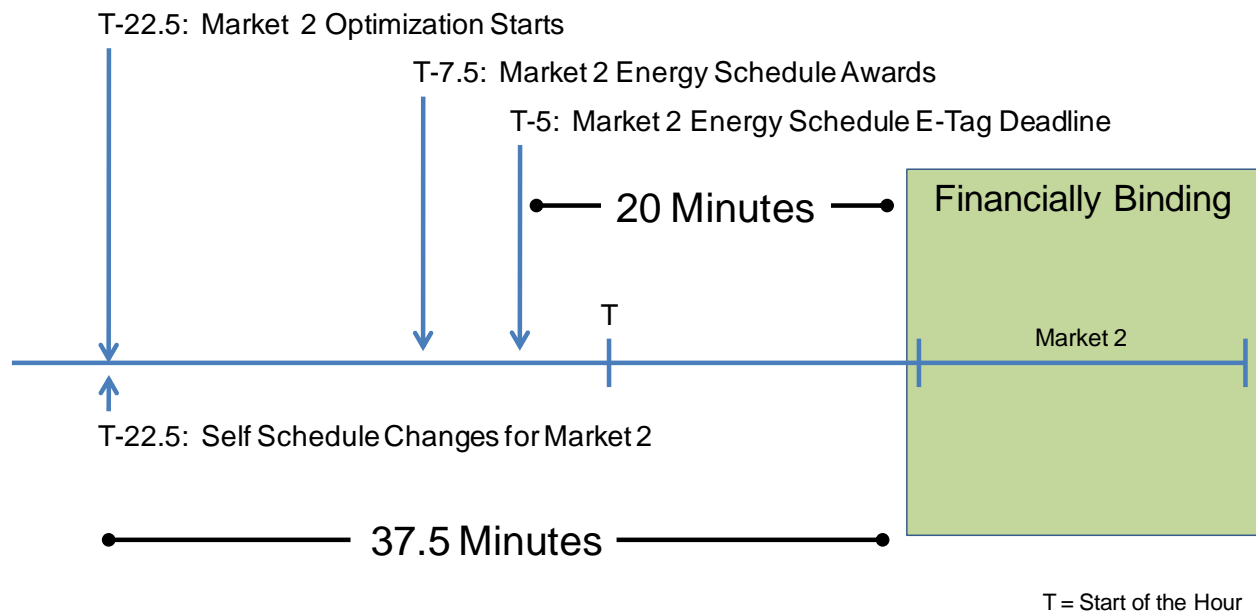 T-22.5: Market 2 Optimization Starts
T-7.5: Market 2 Energy Schedule Awards
T-5: Market 2 Energy Schedule E-Tag Deadline
20 Minutes
Financially Binding
T
Market 2
T-22.5: Self Schedule Changes for Market 2
37.5 Minutes
T = Start of the Hour